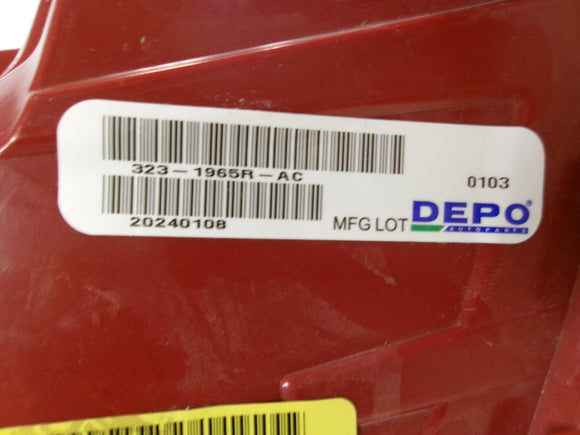 323-1965R-AC
0103
20240108
MFG LOT DEPO®
AUTOPARTS